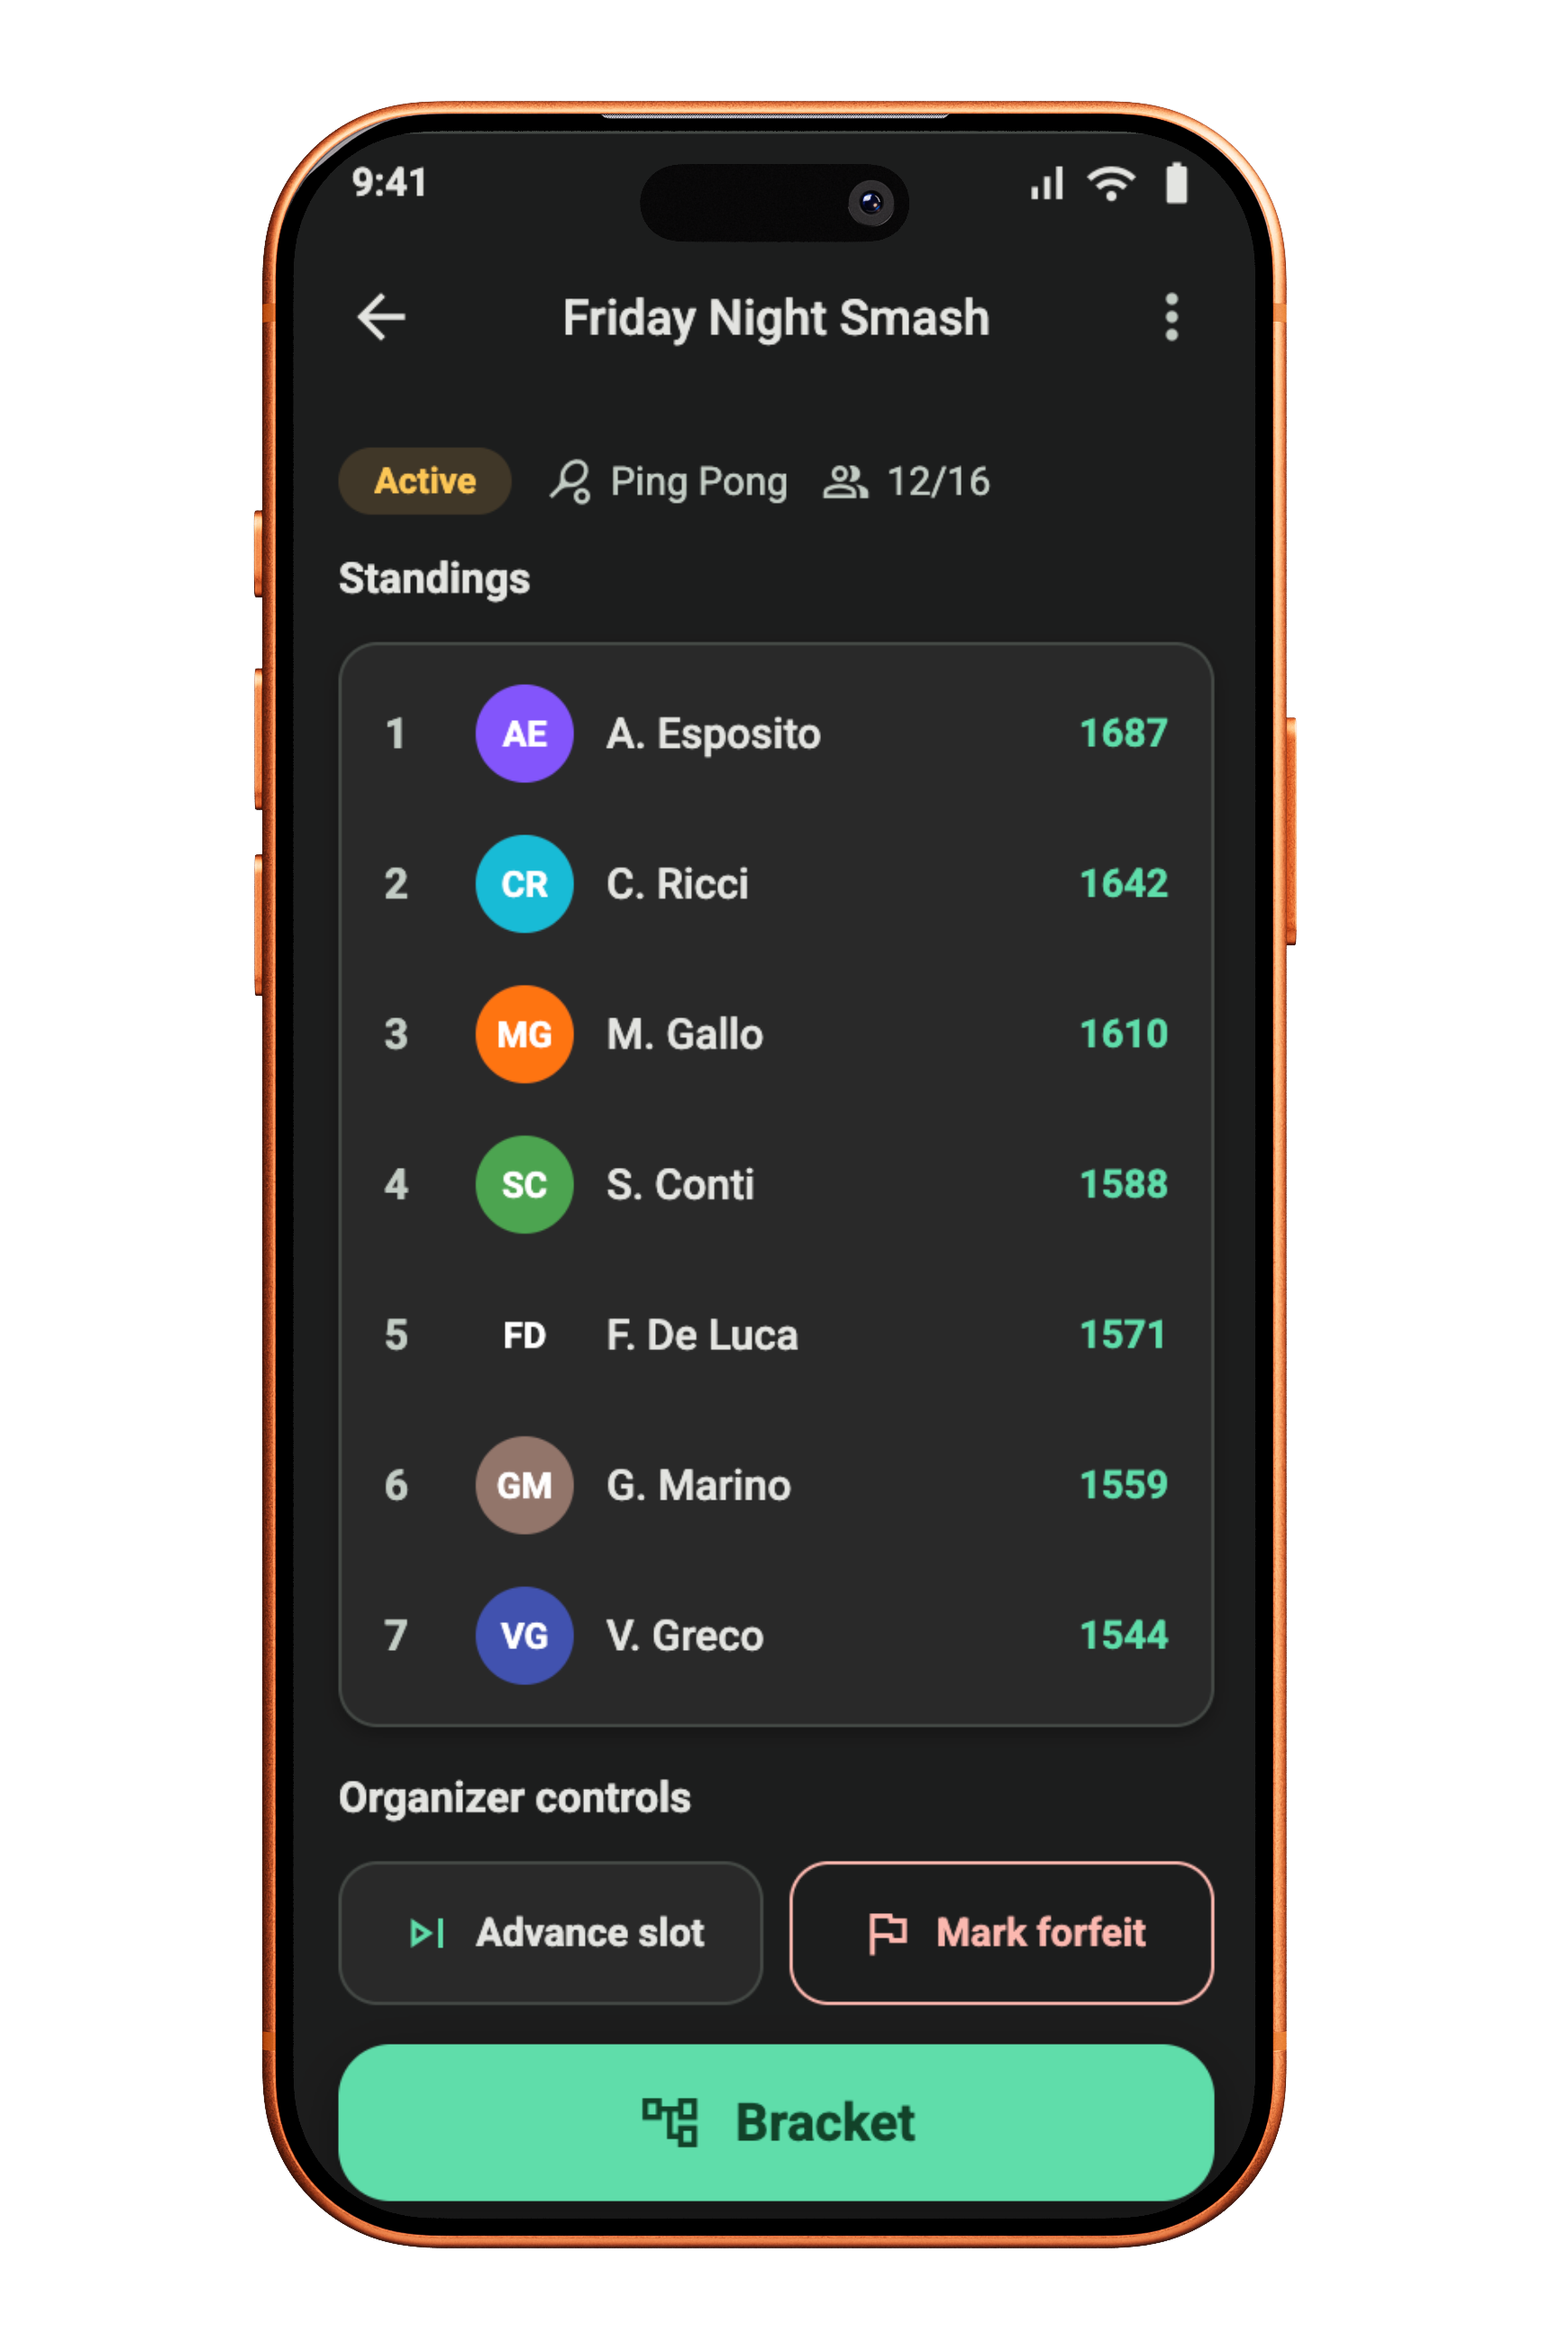 9:41
Friday Night Smash
Active Ping Pong 12/16
Standings
1 AE A. Esposito 1687
2 CR C. Ricci 1642
3 MG M. Gallo 1610
4 SC S. Conti 1588
5 FD F. De Luca 1571
6 GM G. Marino 1559
7 VG V. Greco 1544
Organizer controls
Advance slot Mark forfeit
Bracket